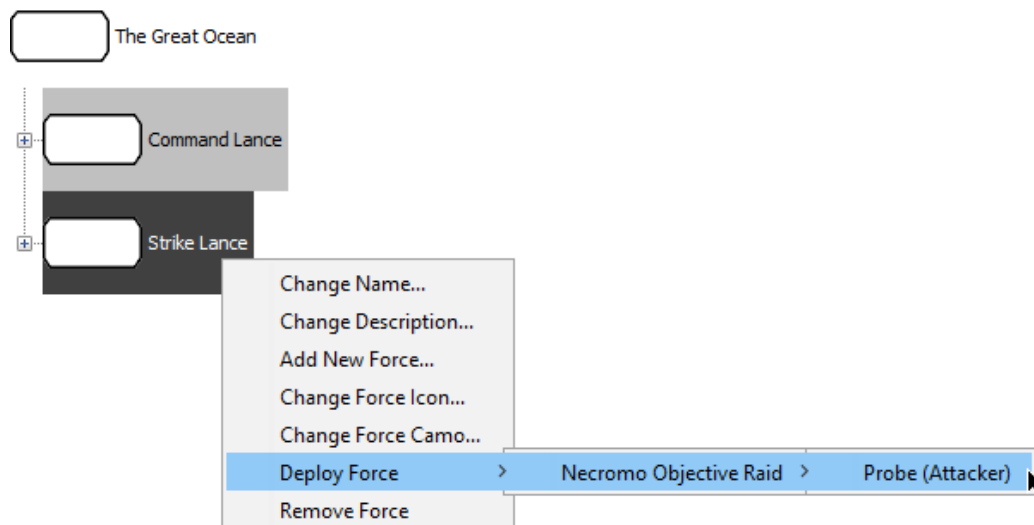 The Great Ocean
Command Lance
Strike Lance
Change Name...
Change Description...
Add New Force...
Change Force Icon...
Change Force Camo...
Deploy Force > Necromo Objective Raid > Probe (Attacker)
Remove Force